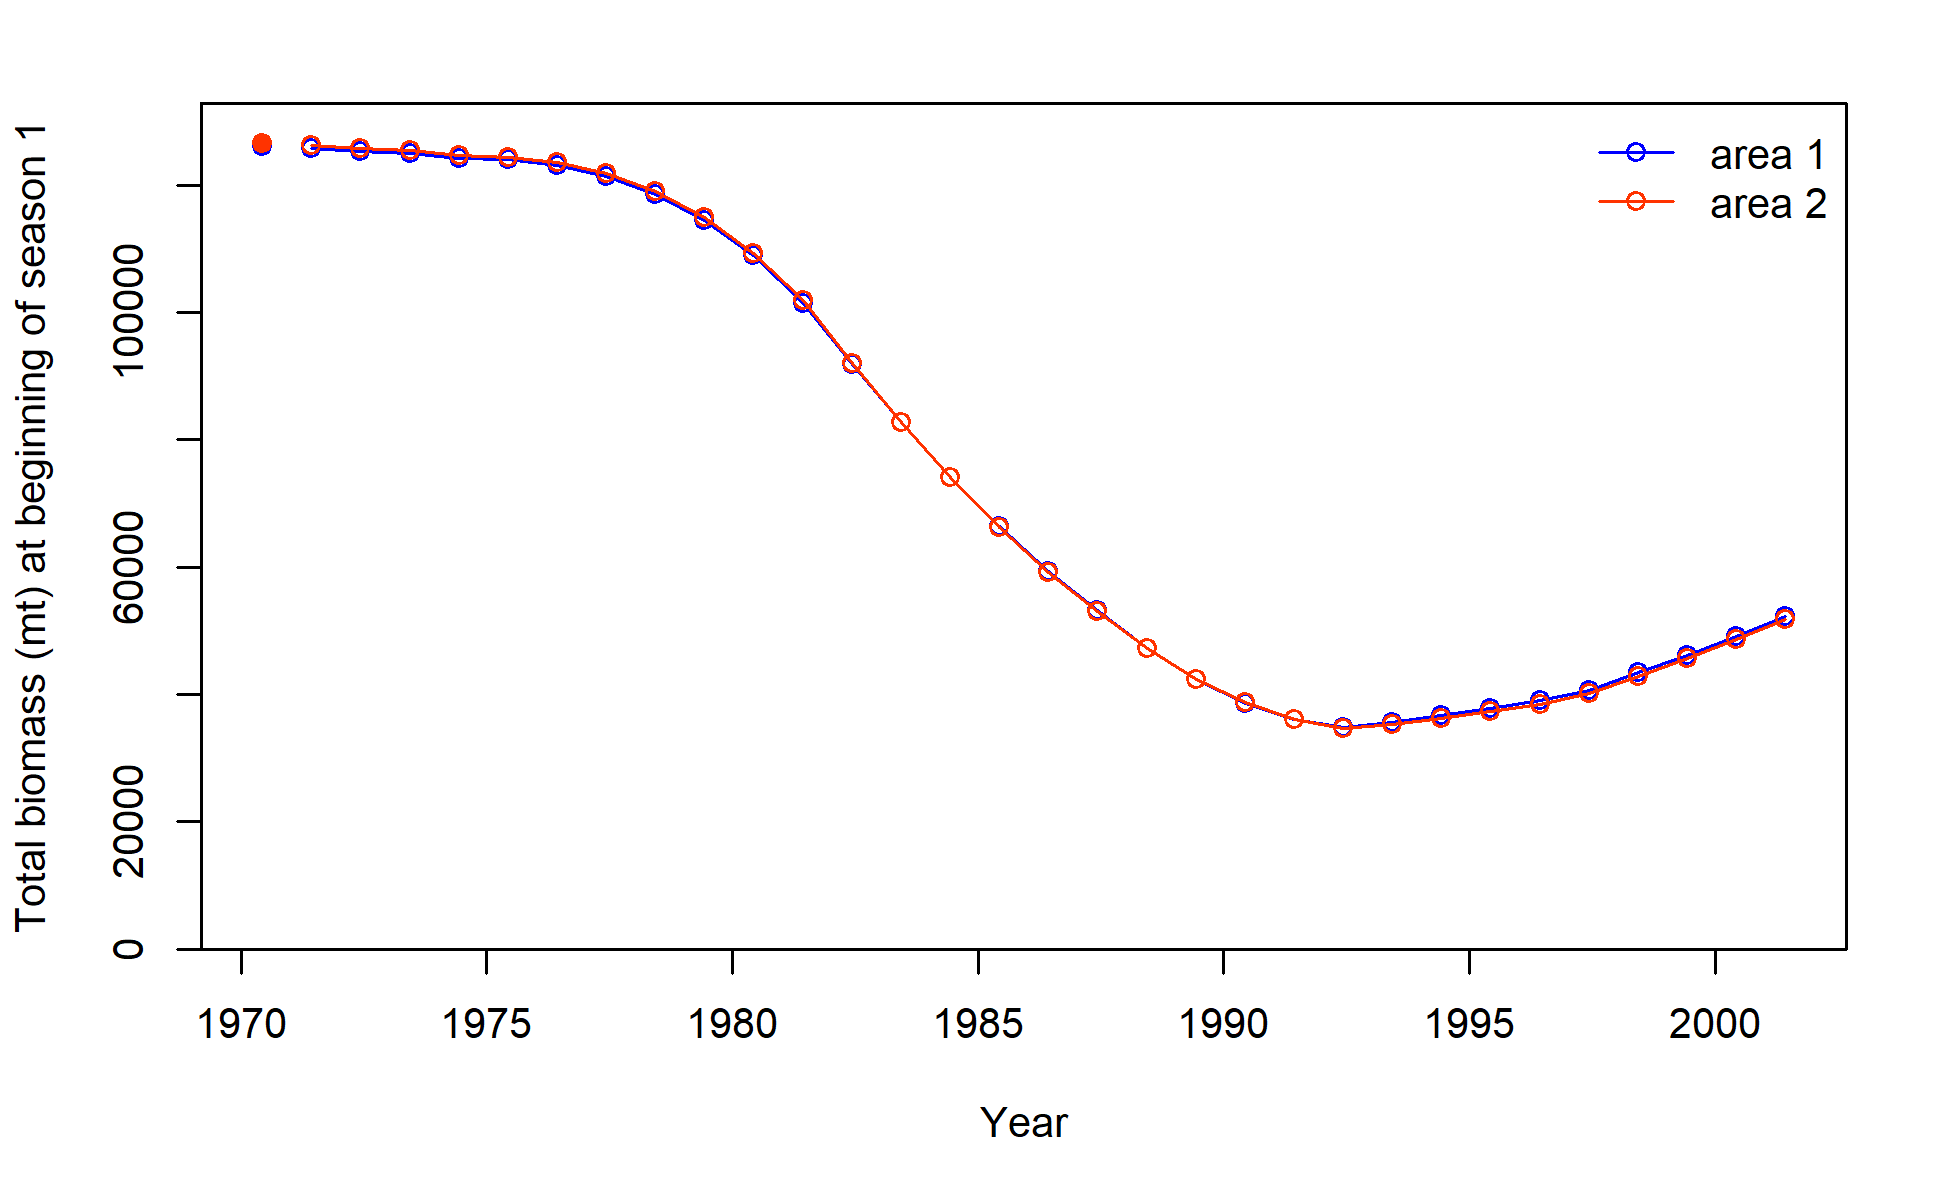 Total biomass (mt) at beginning of season 1
100000
60000
20000
0
area 1
area 2
1970 1975 1980 1985 1990 1995 2000
Year